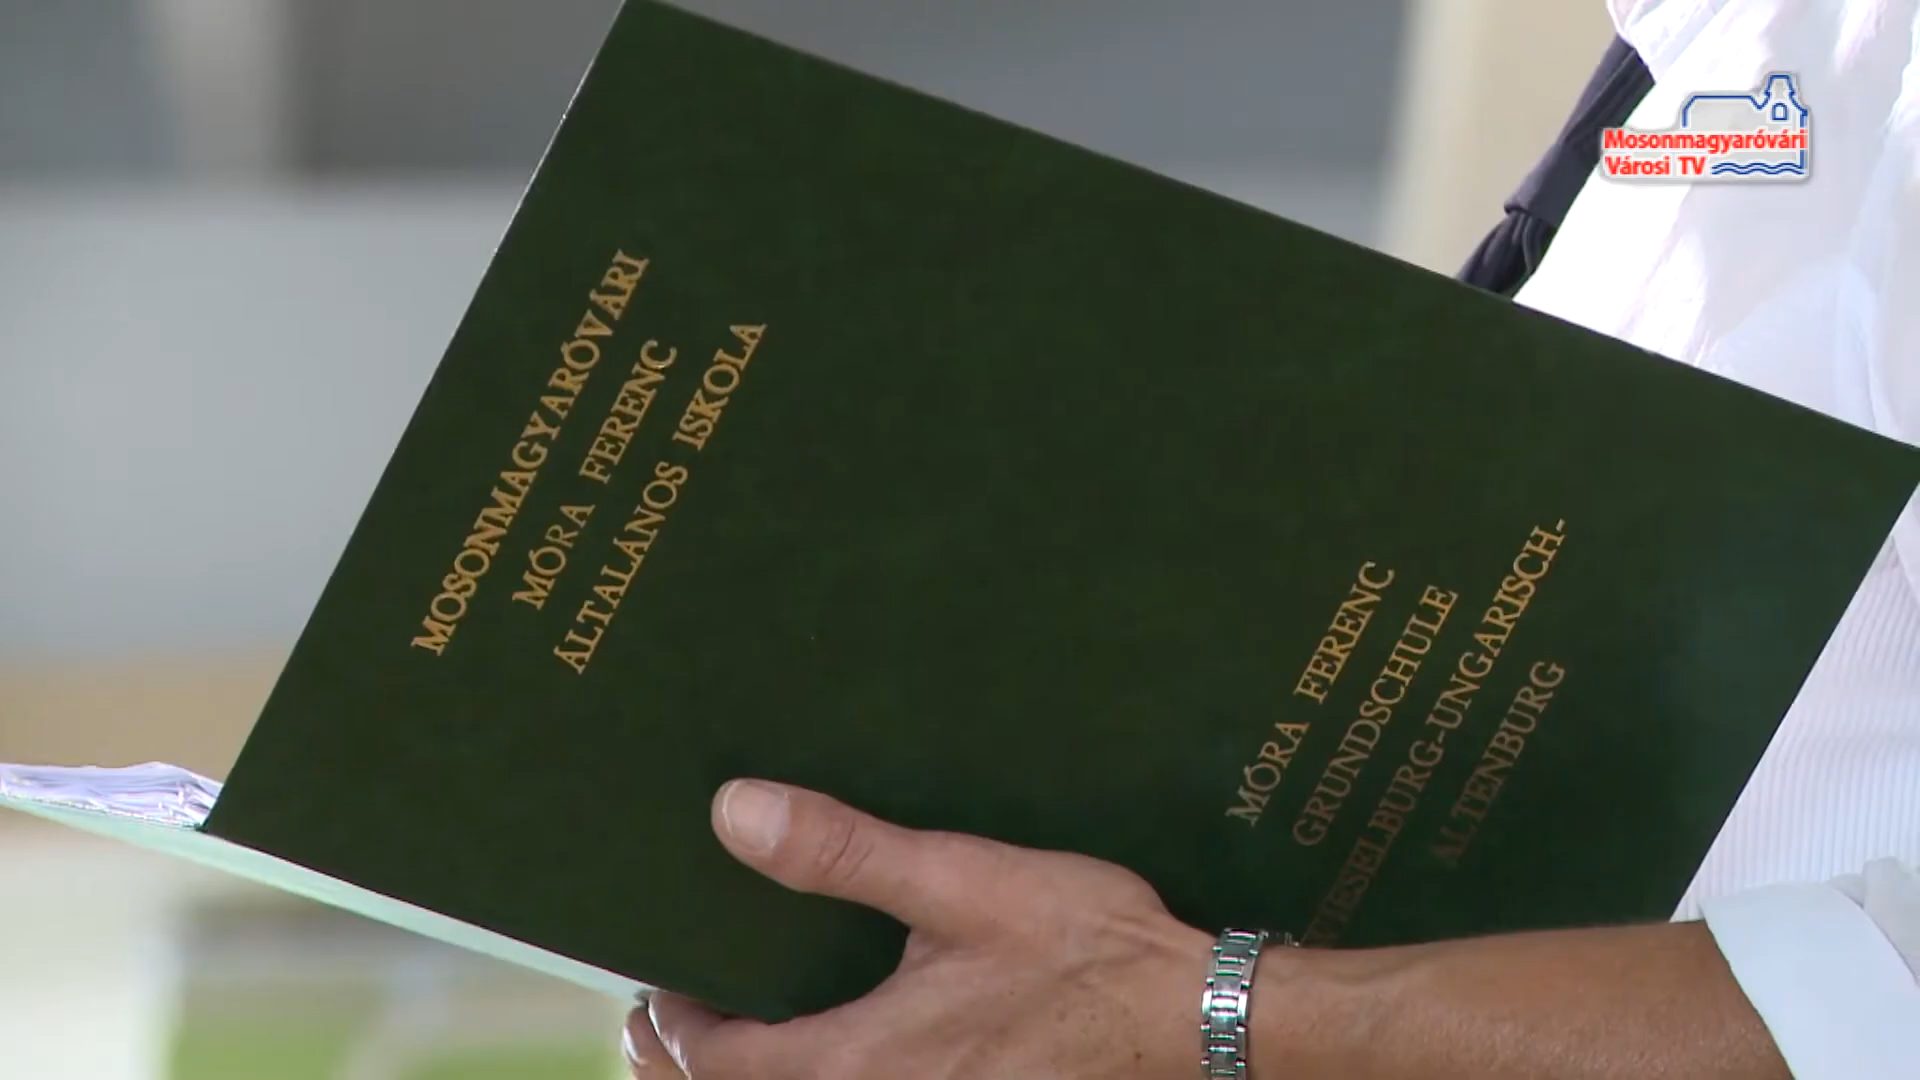 MOSONMAGYARÓVÁRI
MÓRA FERENC
ÁLTALÁNOS ISKOLA
MÓRA FERENC
GRUNDSCHULE
WIESELBURG-UNGARISCH-
ALTENBURG
Mosonmagyaróvári
Városi TV